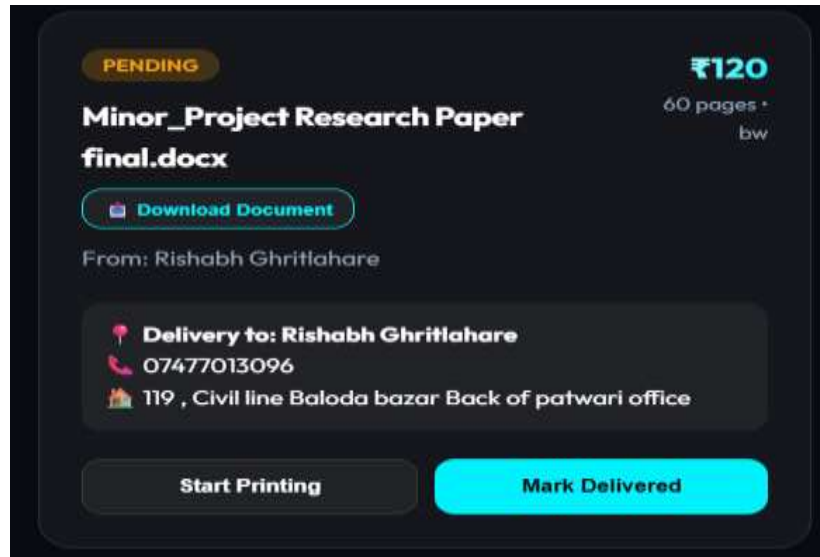 PENDING
₹120
Minor_Project Research Paper
final.docx
60 pages •
bw
Download Document
From: Rishabh Ghritlahare
Delivery to: Rishabh Ghritlahare
07477013096
119 , Civil line Baloda bazar Back of patwari office
Start Printing
Mark Delivered